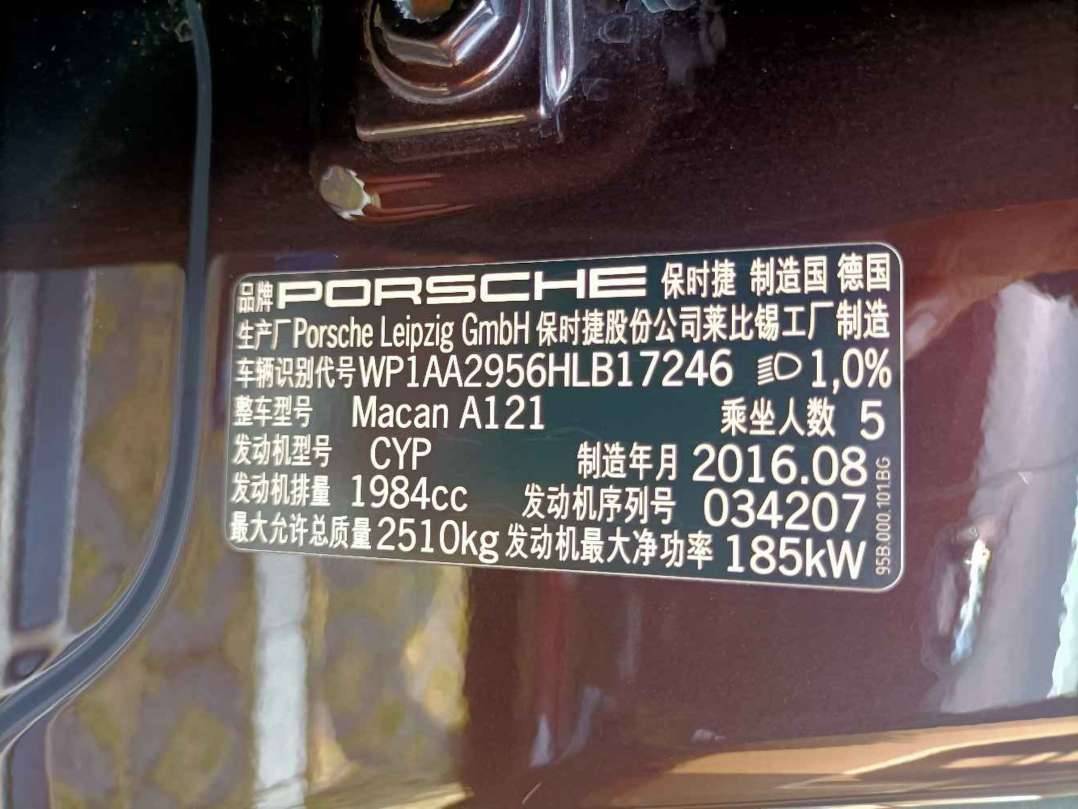 品牌 PORSCHE 保时捷 制造国 德国
生产厂 Porsche Leipzig GmbH 保时捷股份公司莱比锡工厂制造
车辆识别代号 WP1AA2956HLB17246 1,0%
整车型号 Macan A121 乘坐人数 5
发动机型号 CYP 制造年月 2016.08
发动机排量 1984cc 发动机序列号 034207
最大允许总质量 2510kg 发动机最大净功率 185kW
95B.000.101.BG